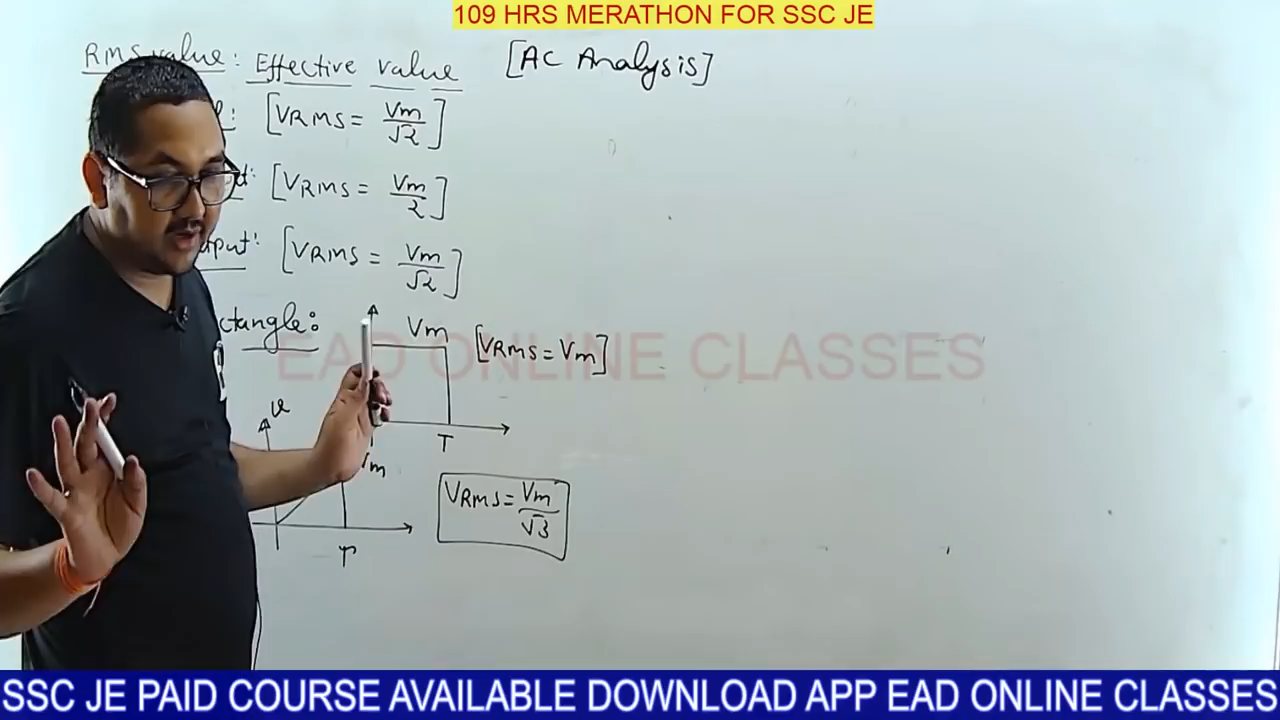 109 HRS MERATHON FOR SSC JE
RMS value: Effective value [AC Analysis]
[VRMS = Vm/√2]
[VRMS = Vm/2]
[VRMS = Vm/√2]
Vm [VRMS = Vm]
EAD ONLINE CLASSES
v
T
Vm
VRMS = Vm/√3
T
SSC JE PAID COURSE AVAILABLE DOWNLOAD APP EAD ONLINE CLASSES